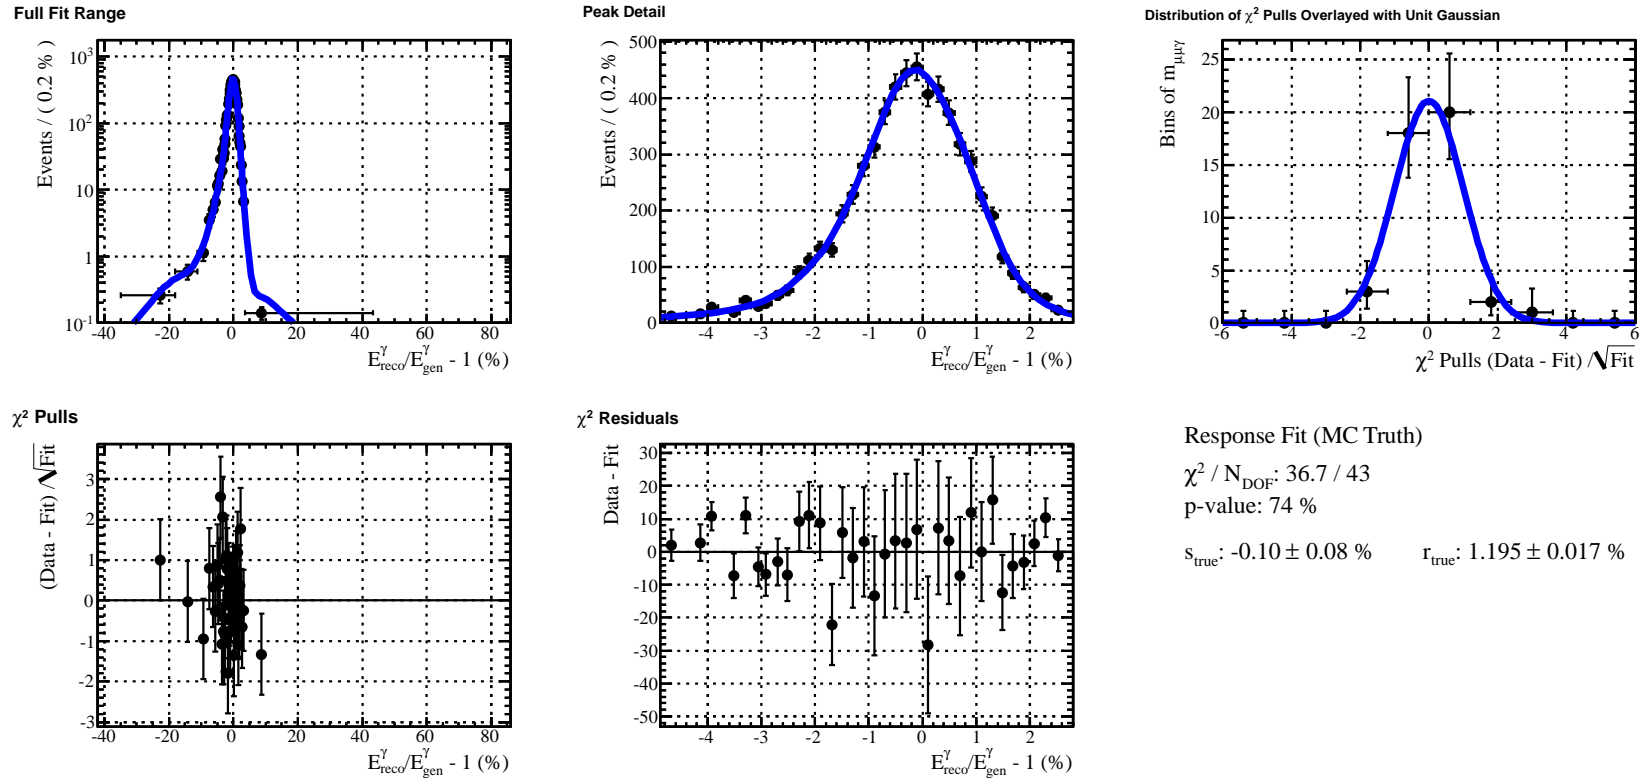 Full Fit Range
Events / ( 0.2 % )
10³
10²
10
1
10⁻¹
-40 -20 0 20 40 60 80
E^γ_reco/E^γ_gen - 1 (%)
Peak Detail
Events / ( 0.2 % )
500
400
300
200
100
0
-4 -3 -2 -1 0 1 2
E^γ_reco/E^γ_gen - 1 (%)
Distribution of χ² Pulls Overlayed with Unit Gaussian
Bins of m_μμγ
25
20
15
10
5
0
-6 -4 -2 0 2 4 6
χ² Pulls (Data - Fit) /√Fit
χ² Pulls
(Data - Fit) /√Fit
3
2
1
0
-1
-2
-3
-40 -20 0 20 40 60 80
E^γ_reco/E^γ_gen - 1 (%)
χ² Residuals
Data - Fit
30
20
10
0
-10
-20
-30
-40
-50
-4 -3 -2 -1 0 1 2
E^γ_reco/E^γ_gen - 1 (%)
Response Fit (MC Truth)
χ² / N_DOF: 36.7 / 43
p-value: 74 %
s_true: -0.10 ± 0.08 % r_true: 1.195 ± 0.017 %